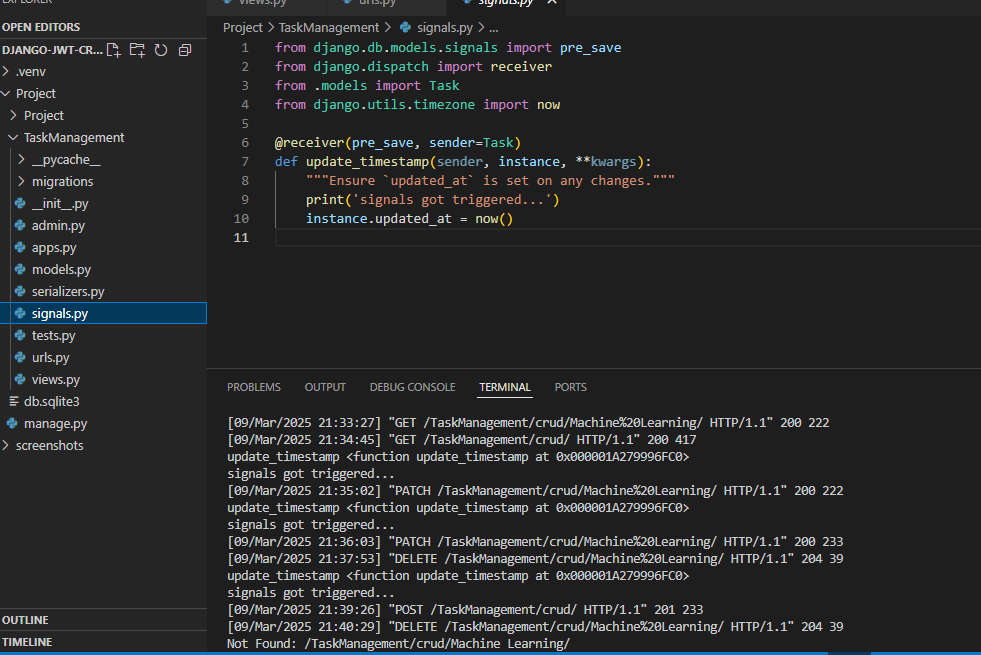 EXPLORER
views.py urls.py signals.py
OPEN EDITORS
DJANGO-JWT-CR...
.venv
Project
Project
TaskManagement
__pycache__
migrations
__init__.py
admin.py
apps.py
models.py
serializers.py
signals.py
tests.py
urls.py
views.py
db.sqlite3
manage.py
screenshots
OUTLINE
TIMELINE
Project > TaskManagement > signals.py > ...
1 from django.db.models.signals import pre_save
2 from django.dispatch import receiver
3 from .models import Task
4 from django.utils.timezone import now
5
6 @receiver(pre_save, sender=Task)
7 def update_timestamp(sender, instance, **kwargs):
8     """Ensure `updated_at` is set on any changes."""
9     print('signals got triggered...')
10     instance.updated_at = now()
11
PROBLEMS OUTPUT DEBUG CONSOLE TERMINAL PORTS
[09/Mar/2025 21:33:27] "GET /TaskManagement/crud/Machine%20Learning/ HTTP/1.1" 200 222
[09/Mar/2025 21:34:45] "GET /TaskManagement/crud/ HTTP/1.1" 200 417
update_timestamp <function update_timestamp at 0x000001A279996FC0>
signals got triggered...
[09/Mar/2025 21:35:02] "PATCH /TaskManagement/crud/Machine%20Learning/ HTTP/1.1" 200 222
update_timestamp <function update_timestamp at 0x000001A279996FC0>
signals got triggered...
[09/Mar/2025 21:36:03] "PATCH /TaskManagement/crud/Machine%20Learning/ HTTP/1.1" 200 233
[09/Mar/2025 21:37:53] "DELETE /TaskManagement/crud/Machine%20Learning/ HTTP/1.1" 204 39
update_timestamp <function update_timestamp at 0x000001A279996FC0>
signals got triggered...
[09/Mar/2025 21:39:26] "POST /TaskManagement/crud/ HTTP/1.1" 201 233
[09/Mar/2025 21:40:29] "DELETE /TaskManagement/crud/Machine%20Learning/ HTTP/1.1" 204 39
Not Found: /TaskManagement/crud/Machine Learning/